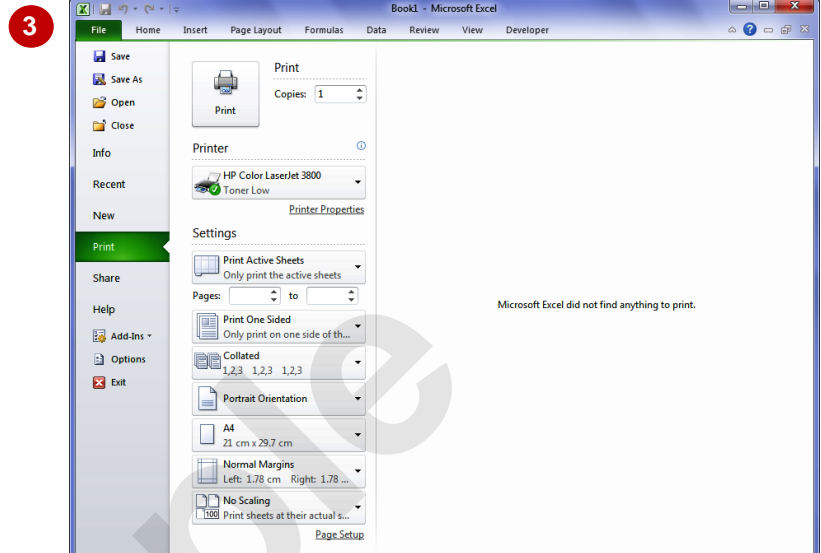 3
Book1 - Microsoft Excel
File Home Insert Page Layout Formulas Data Review View Developer
Save
Save As
Open
Close
Info
Recent
New
Print
Share
Help
Add-Ins
Options
Exit
Print
Print
Copies: 1
Printer
HP Color LaserJet 3800
Toner Low
Printer Properties
Settings
Print Active Sheets
Only print the active sheets
Pages: to
Print One Sided
Only print on one side of th...
Collated
1,2,3 1,2,3 1,2,3
Portrait Orientation
A4
21 cm x 29.7 cm
Normal Margins
Left: 1.78 cm Right: 1.78 ...
No Scaling
100
Print sheets at their actual s...
Page Setup
Microsoft Excel did not find anything to print.
ple